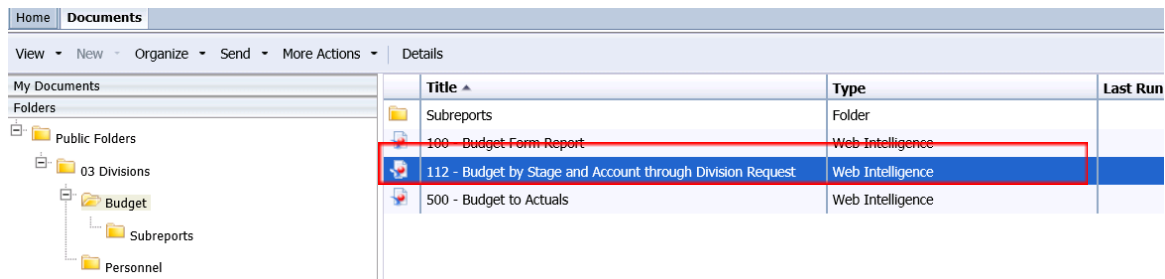 Home Documents
View New Organize Send More Actions Details
My Documents
Folders
Public Folders
03 Divisions
Budget
Subreports
Personnel
Title Type Last Run
Subreports Folder
100 - Budget Form Report Web Intelligence
112 - Budget by Stage and Account through Division Request Web Intelligence
500 - Budget to Actuals Web Intelligence